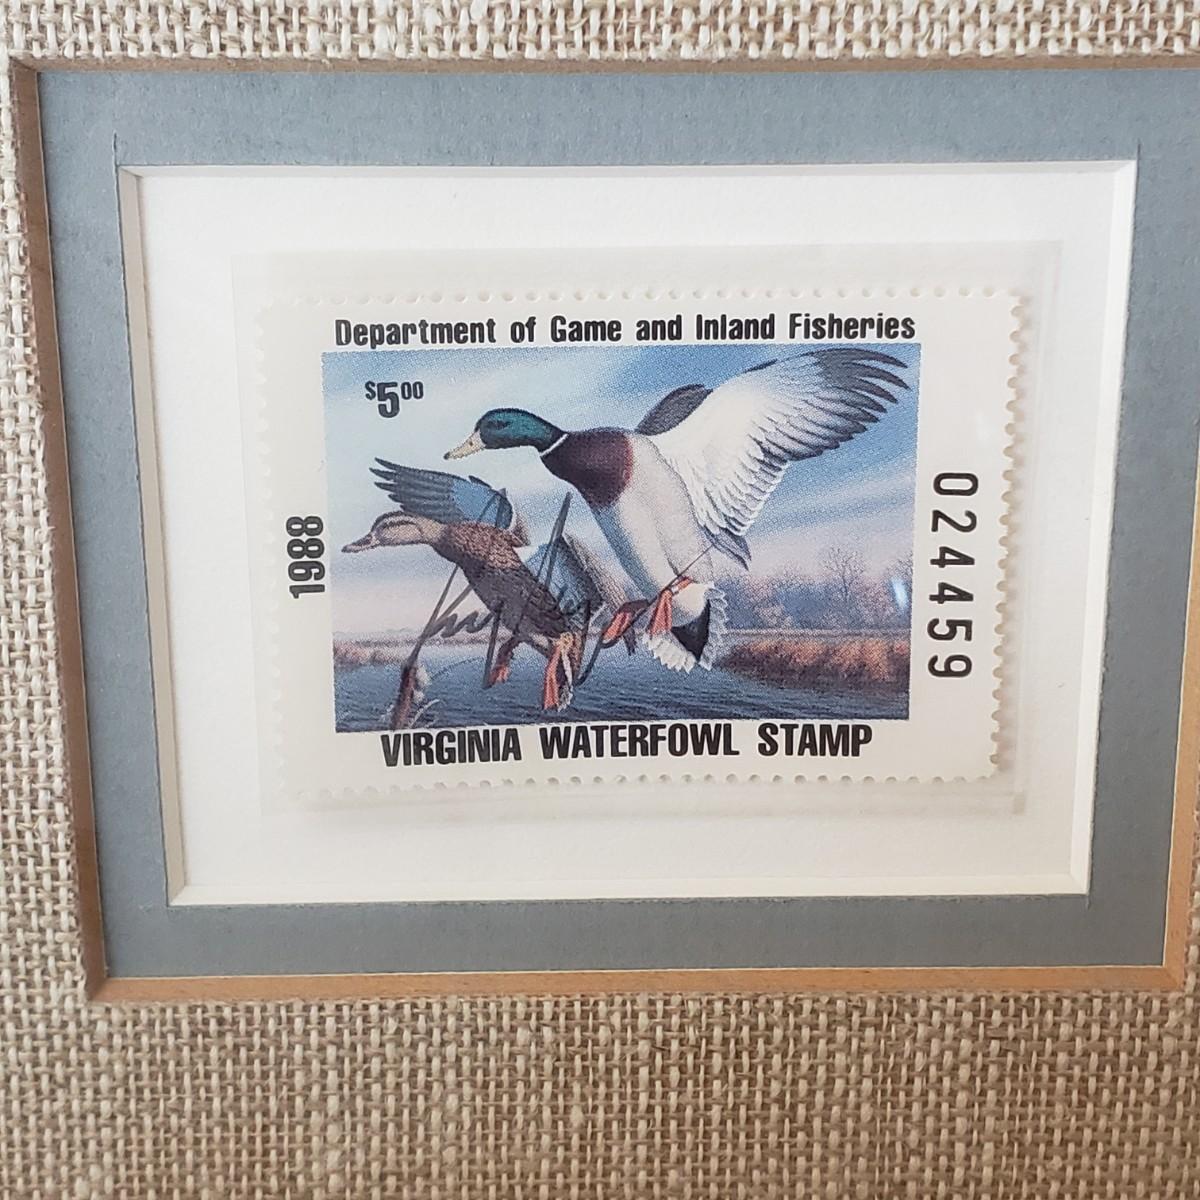 Department of Game and Inland Fisheries
$5.00
1988
024459
VIRGINIA WATERFOWL STAMP